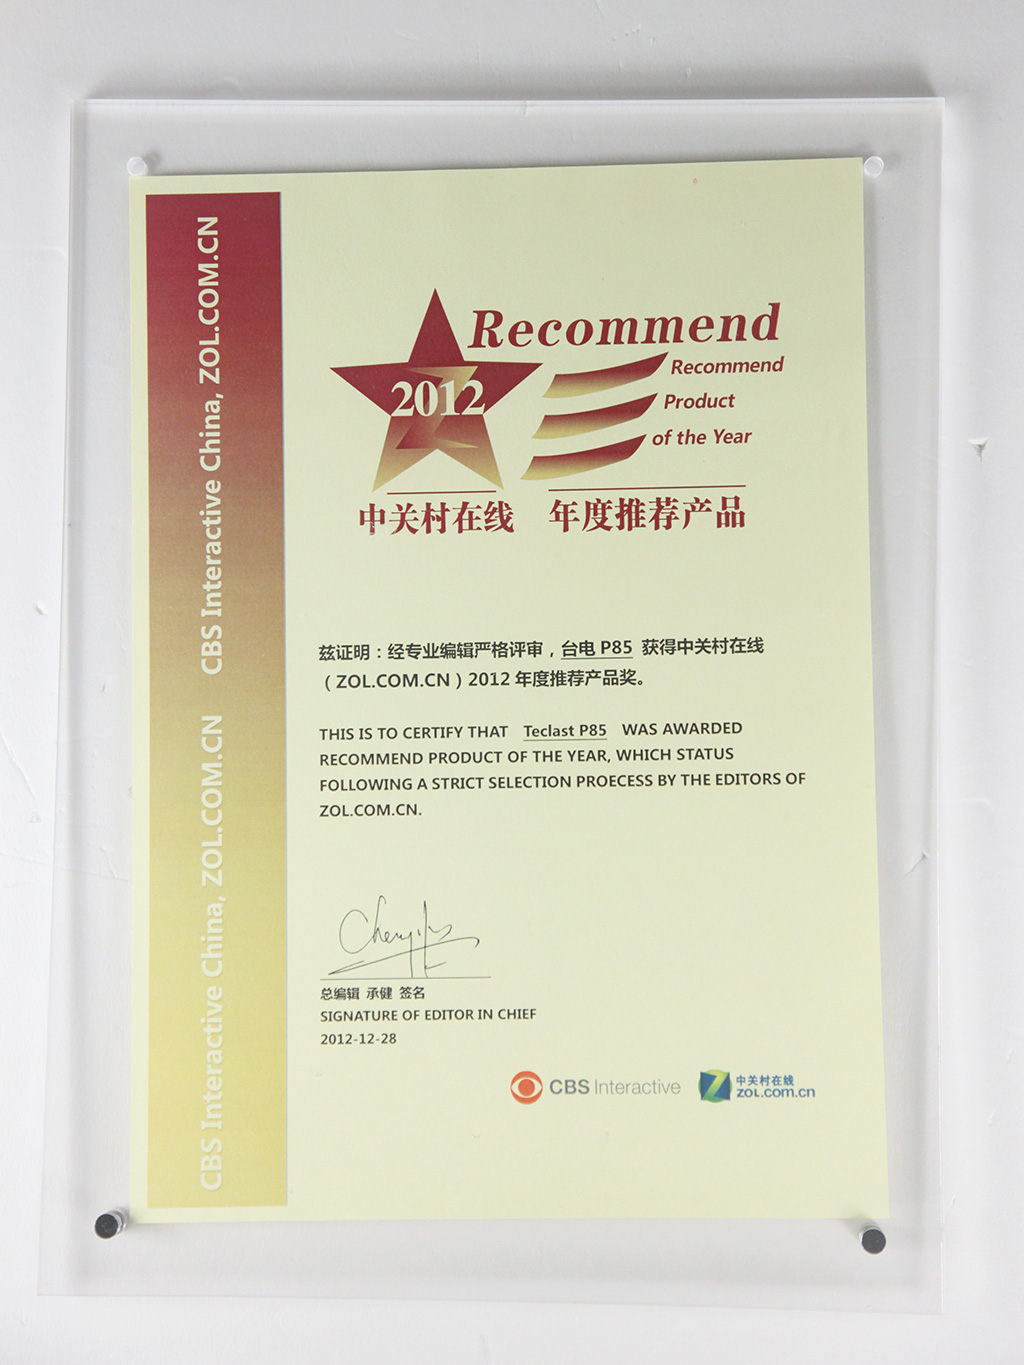 CBS Interactive China, ZOL.COM.CN
CBS Interactive China, ZOL.COM.CN
Recommend
2012
Recommend
Product
of the Year
中关村在线 年度推荐产品
兹证明：经专业编辑严格评审，台电 P85 获得中关村在线
（ZOL.COM.CN）2012 年度推荐产品奖。
THIS IS TO CERTIFY THAT Teclast P85 WAS AWARDED
RECOMMEND PRODUCT OF THE YEAR, WHICH STATUS
FOLLOWING A STRICT SELECTION PROECESS BY THE EDITORS OF
ZOL.COM.CN.
总编辑 承健 签名
SIGNATURE OF EDITOR IN CHIEF
2012-12-28
CBS Interactive
中关村在线
ZOL.com.cn